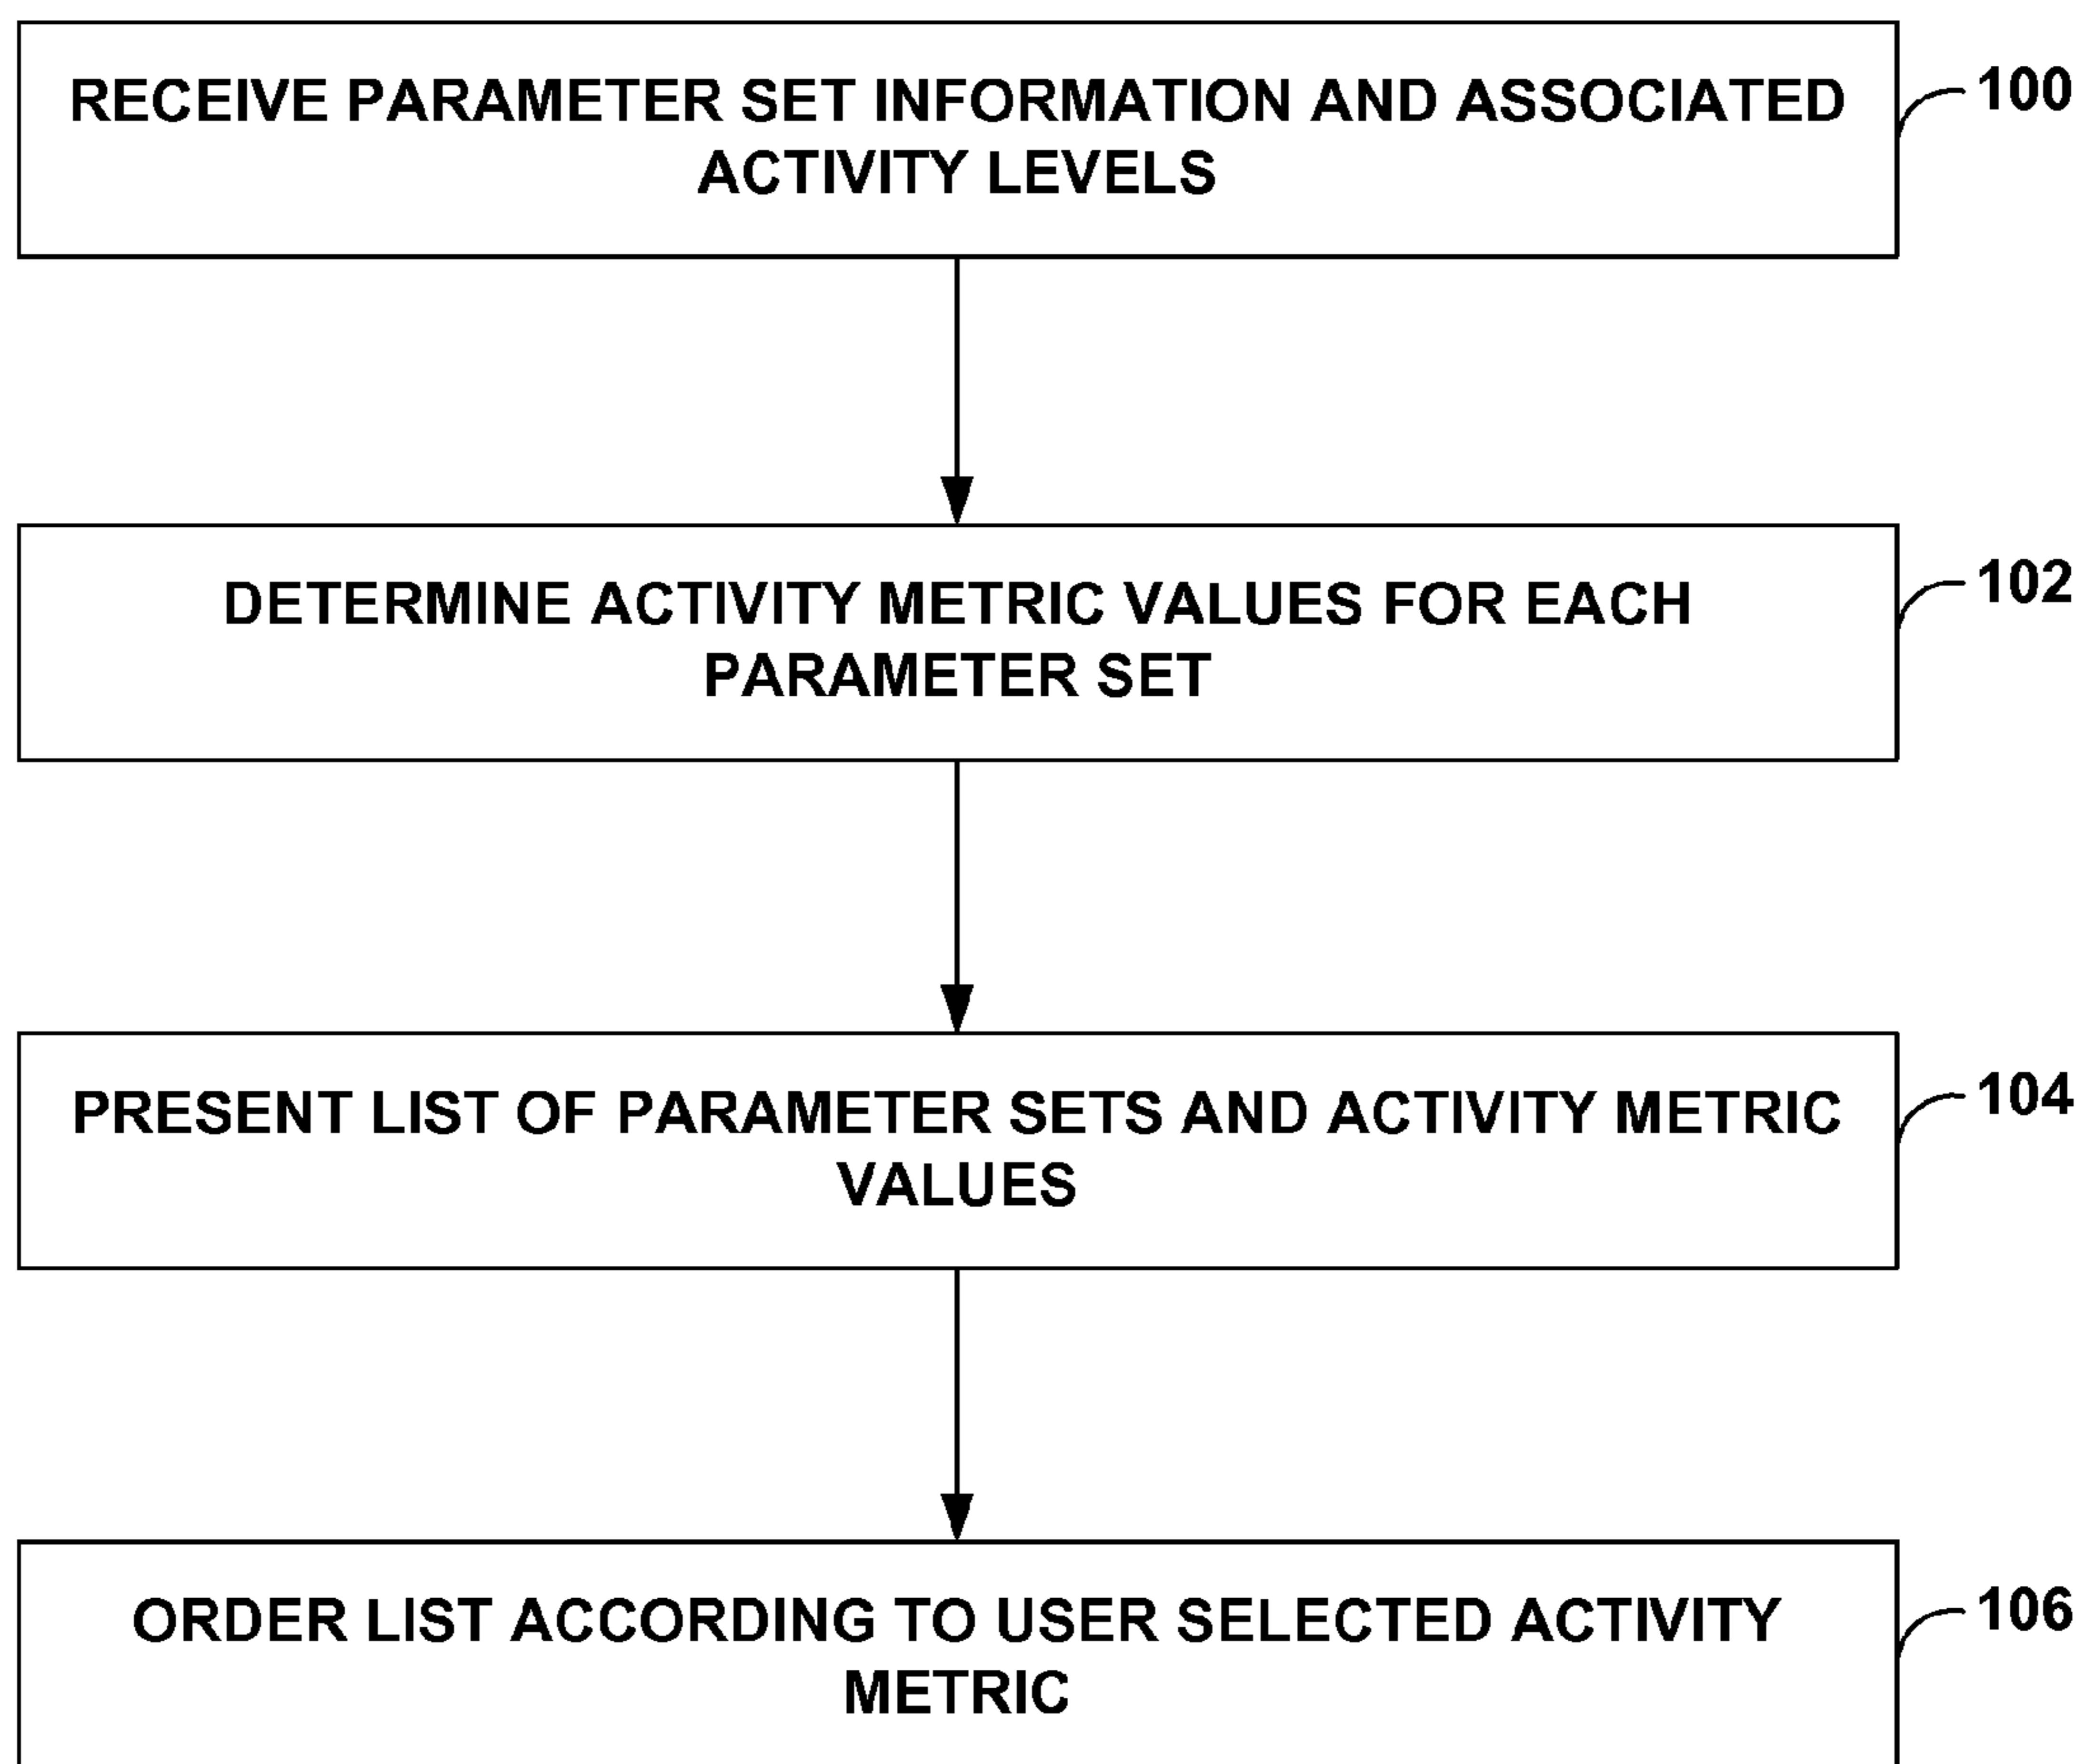 RECEIVE PARAMETER SET INFORMATION AND ASSOCIATED
ACTIVITY LEVELS
100
DETERMINE ACTIVITY METRIC VALUES FOR EACH
PARAMETER SET
102
PRESENT LIST OF PARAMETER SETS AND ACTIVITY METRIC
VALUES
104
ORDER LIST ACCORDING TO USER SELECTED ACTIVITY
METRIC
106